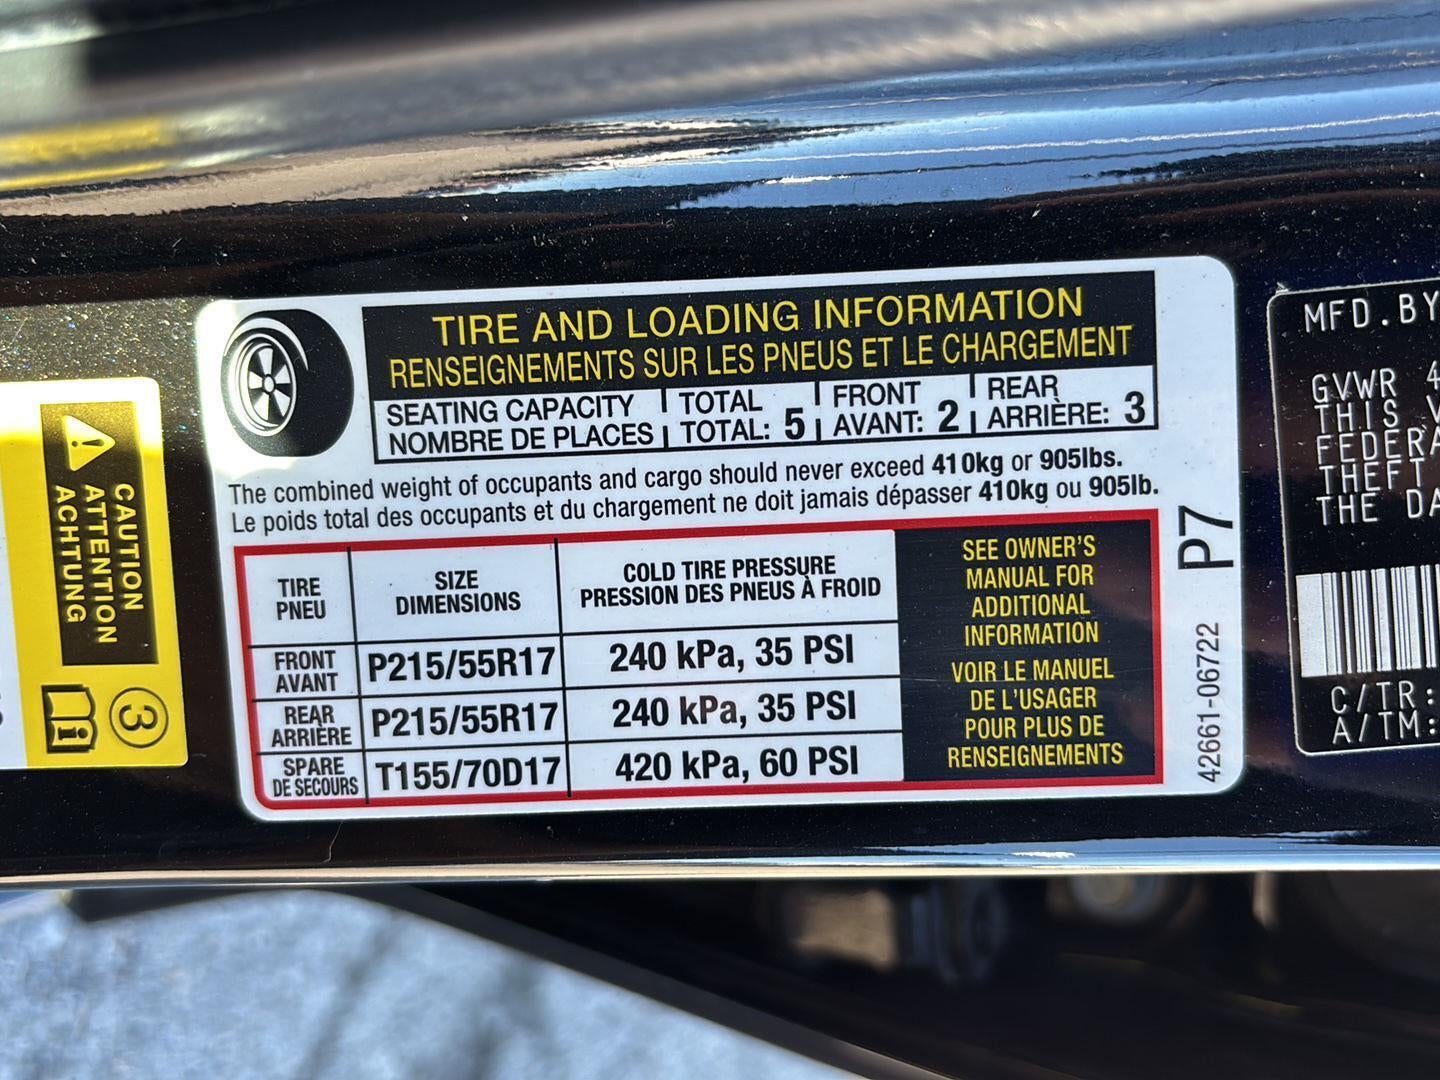 CAUTION
ATTENTION
ACHTUNG
3
TIRE AND LOADING INFORMATION
RENSEIGNEMENTS SUR LES PNEUS ET LE CHARGEMENT
SEATING CAPACITY TOTAL FRONT REAR
NOMBRE DE PLACES TOTAL: 5 AVANT: 2 ARRIÈRE: 3
The combined weight of occupants and cargo should never exceed 410kg or 905lbs.
Le poids total des occupants et du chargement ne doit jamais dépasser 410kg ou 905lb.
TIRE
PNEU
SIZE
DIMENSIONS
COLD TIRE PRESSURE
PRESSION DES PNEUS À FROID
FRONT
AVANT
P215/55R17
240 kPa, 35 PSI
REAR
ARRIÈRE
P215/55R17
240 kPa, 35 PSI
SPARE
DE SECOURS
T155/70D17
420 kPa, 60 PSI
SEE OWNER'S
MANUAL FOR
ADDITIONAL
INFORMATION
VOIR LE MANUEL
DE L'USAGER
POUR PLUS DE
RENSEIGNEMENTS
P7
42661-06722
MFD.BY
GVWR 4
THIS
FEDERA
THEFT
THE DA
C/TR:
A/TM: